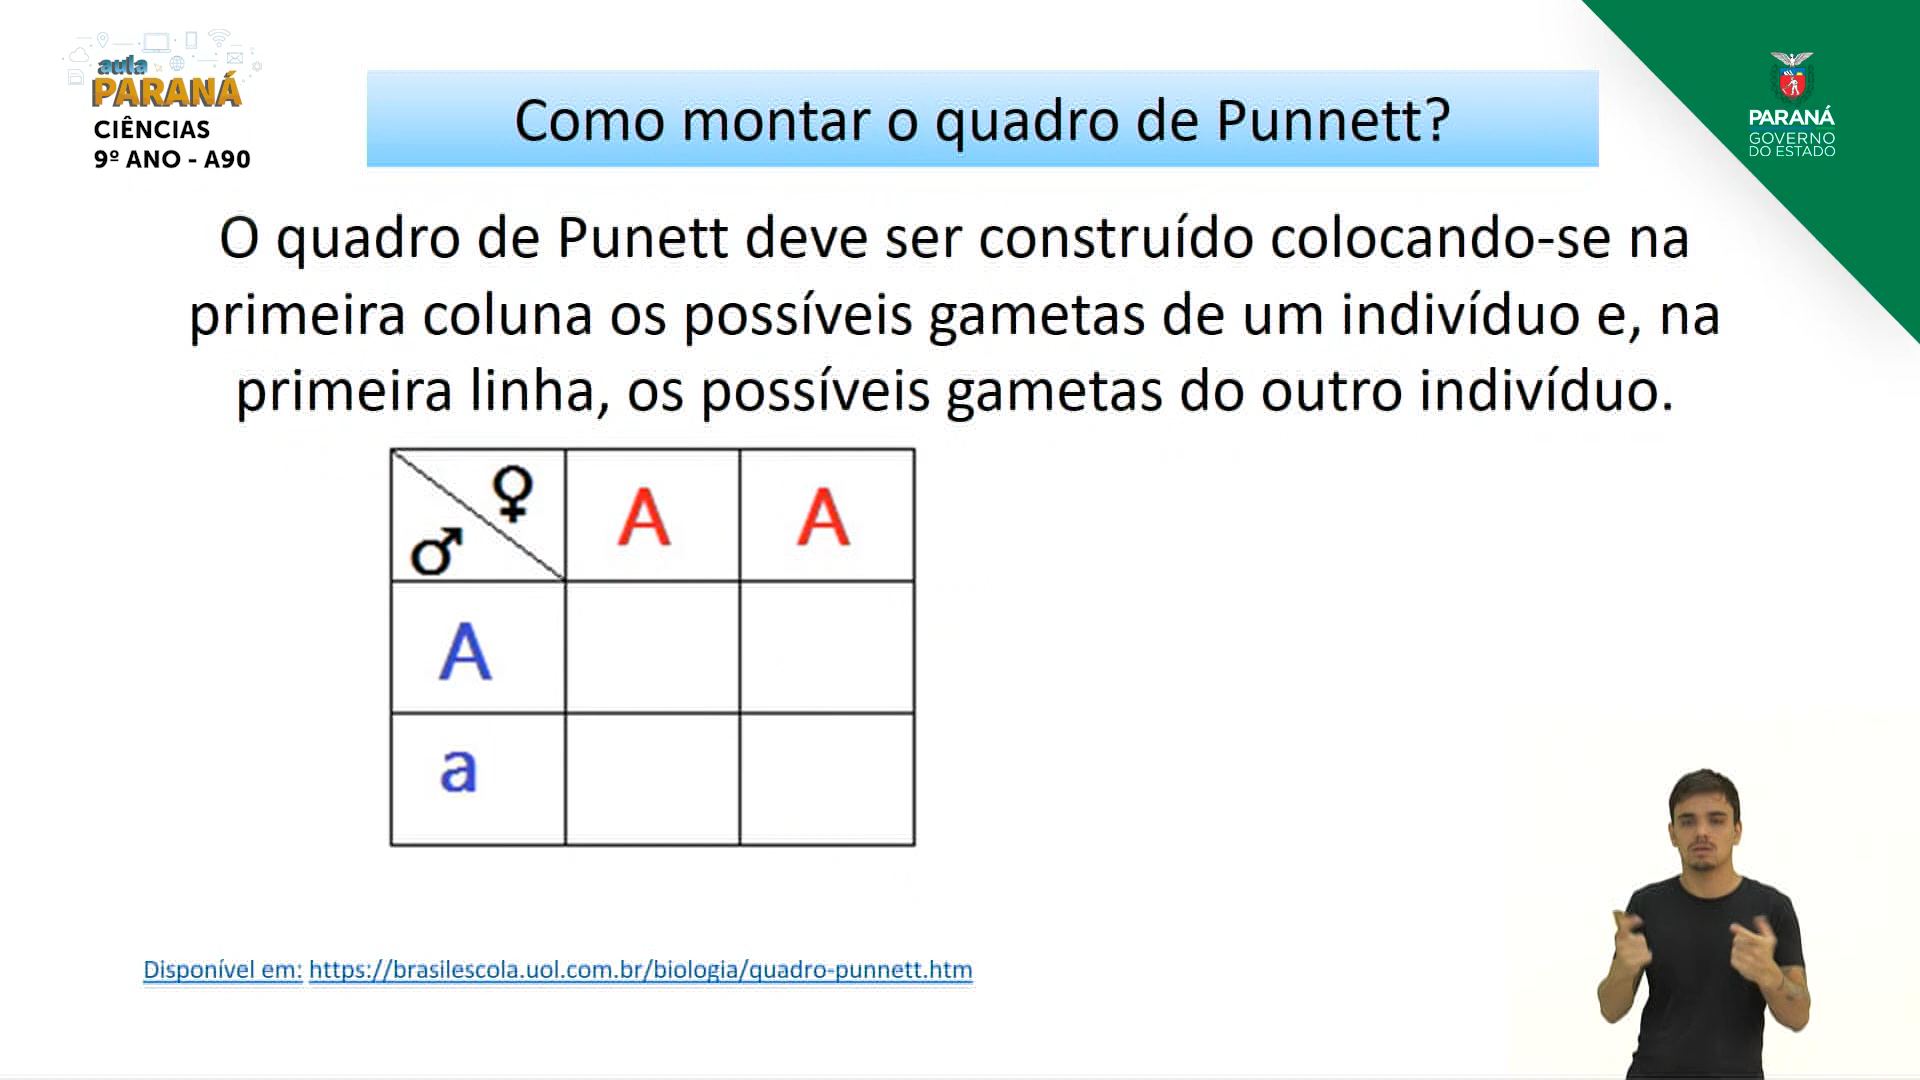 aula
PARANÁ
CIÊNCIAS
9º ANO - A90
Como montar o quadro de Punnett?
PARANÁ
GOVERNO
DO ESTADO
O quadro de Punett deve ser construído colocando-se na
primeira coluna os possíveis gametas de um indivíduo e, na
primeira linha, os possíveis gametas do outro indivíduo.
♀ A A
♂
A
a
Disponível em: https://brasilescola.uol.com.br/biologia/quadro-punnett.htm